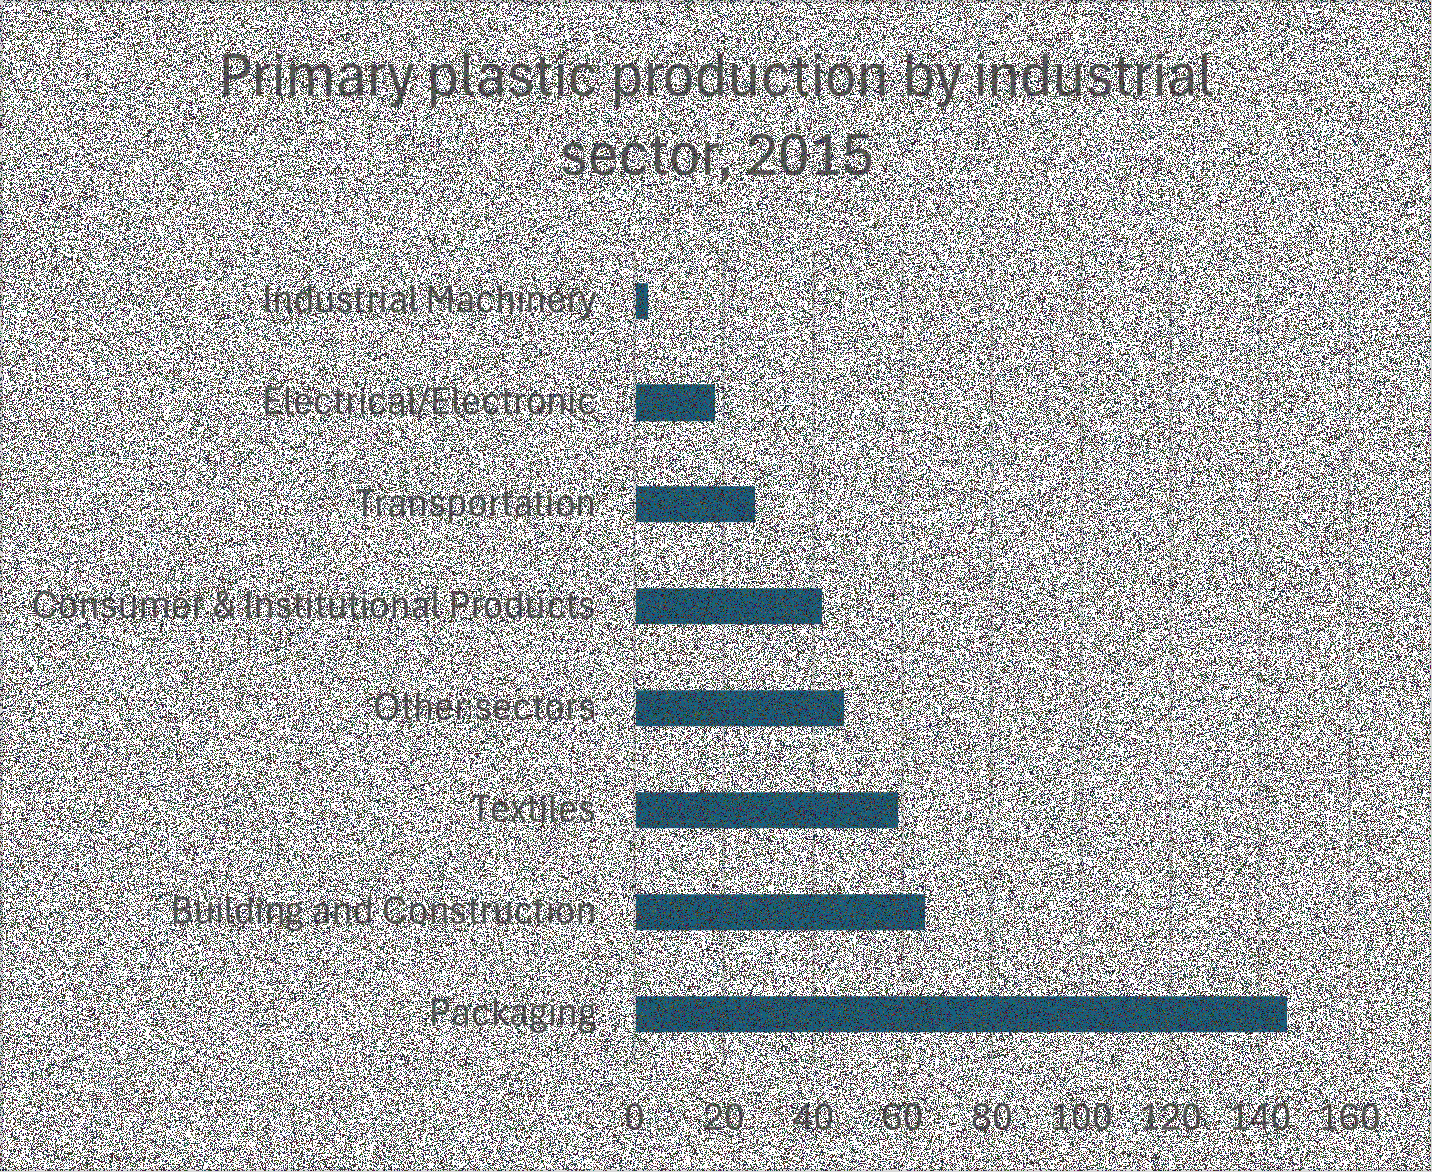 Primary plastic production by industrial
sector, 2015
Industrial Machinery
Electrical/Electronic
Transportation
Consumer & Institutional Products
Other sectors
Textiles
Building and Construction
Packaging
0 20 40 60 80 100 120 140 160